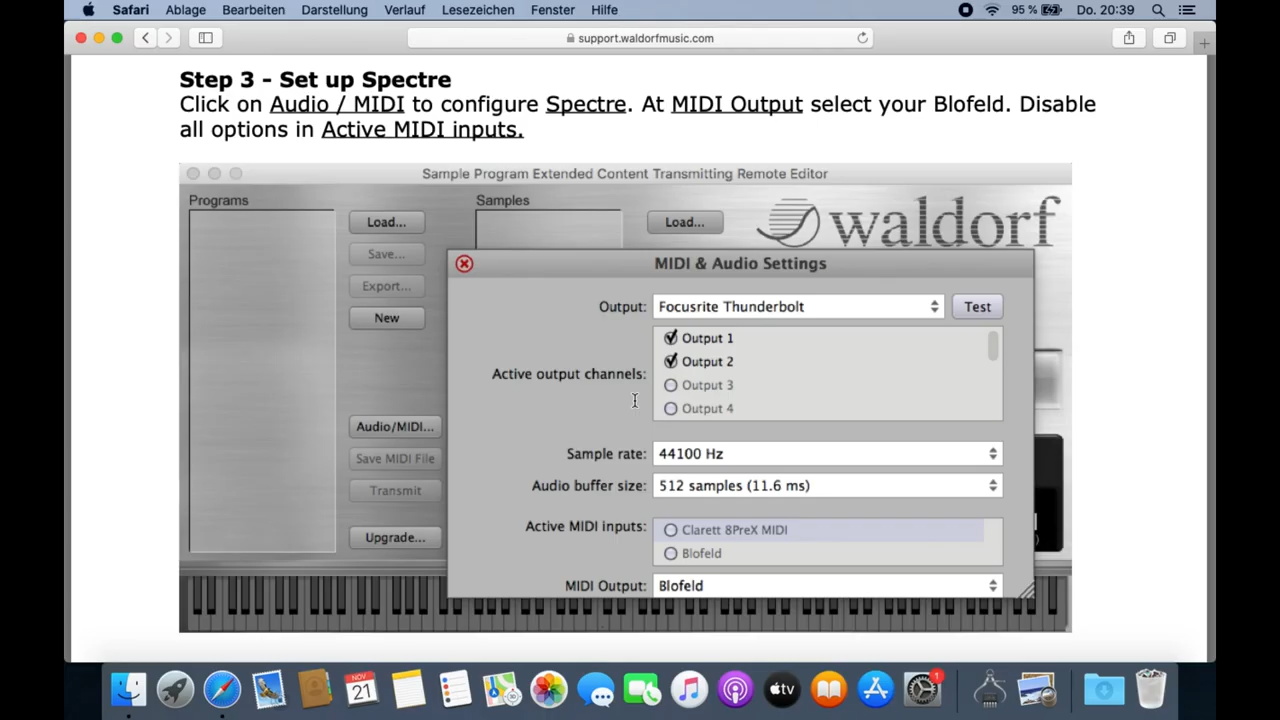 Safari Ablage Bearbeiten Darstellung Verlauf Lesezeichen Fenster Hilfe 95 % Do. 20:39
support.waldorfmusic.com
Step 3 - Set up Spectre
Click on Audio / MIDI to configure Spectre. At MIDI Output select your Blofeld. Disable
all options in Active MIDI inputs.
Sample Program Extended Content Transmitting Remote Editor
Programs
Samples
Load...
Load...
waldorf
Save...
Export...
New
Audio/MIDI...
Save MIDI File
Transmit
Upgrade...
MIDI & Audio Settings
Output: Focusrite Thunderbolt Test
Active output channels:
Output 1
Output 2
Output 3
Output 4
Sample rate: 44100 Hz
Audio buffer size: 512 samples (11.6 ms)
Active MIDI inputs: Clarett 8PreX MIDI
Blofeld
MIDI Output: Blofeld
NOV
21
tv
1